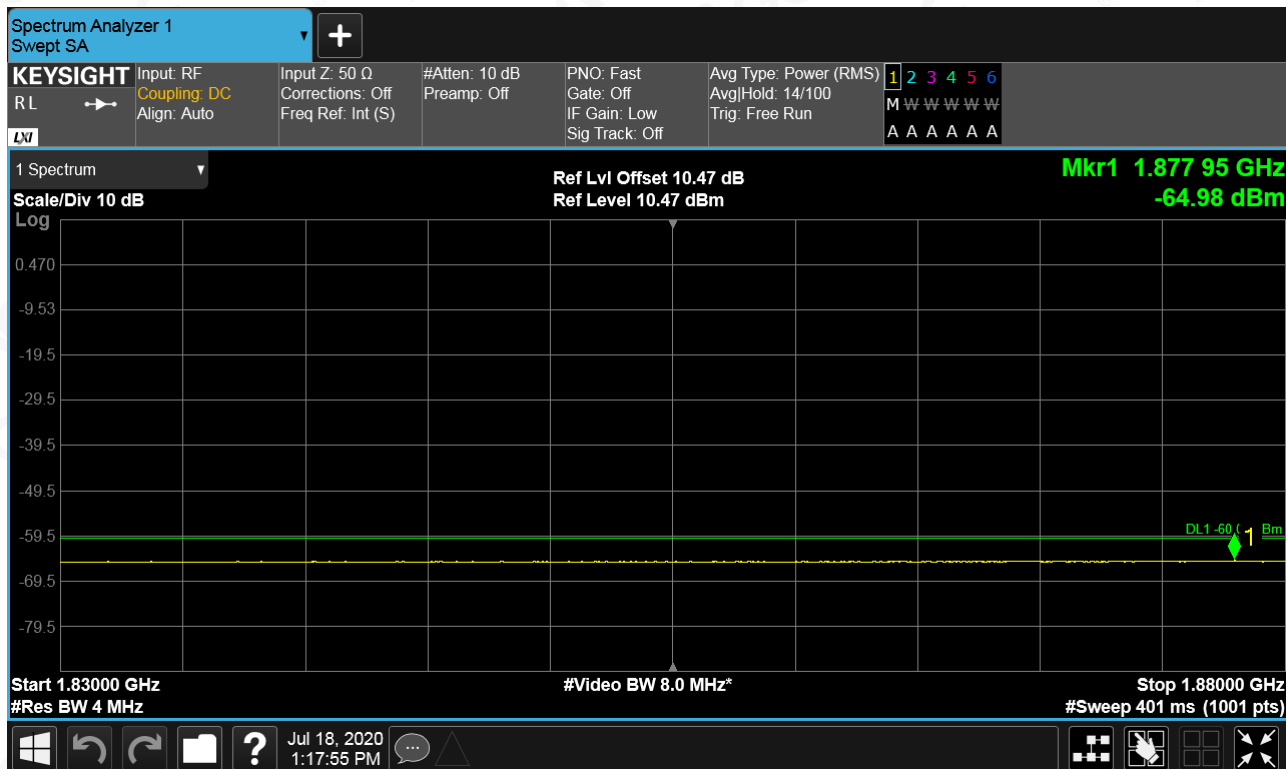 Spectrum Analyzer 1
Swept SA
KEYSIGHT
R L
LXI
Input: RF
Coupling: DC
Align: Auto
Input Z: 50 Ω
Corrections: Off
Freq Ref: Int (S)
#Atten: 10 dB
Preamp: Off
PNO: Fast
Gate: Off
IF Gain: Low
Sig Track: Off
Avg Type: Power (RMS)
Avg|Hold: 14/100
Trig: Free Run
1 2 3 4 5 6
M W W W W W
A A A A A A
1 Spectrum
Scale/Div 10 dB
Log
Ref Lvl Offset 10.47 dB
Ref Level 10.47 dBm
Mkr1 1.877 95 GHz
-64.98 dBm
0.470
-9.53
-19.5
-29.5
-39.5
-49.5
-59.5
-69.5
-79.5
DL1 -60.( Bm
1
Start 1.83000 GHz
#Res BW 4 MHz
#Video BW 8.0 MHz*
Stop 1.88000 GHz
#Sweep 401 ms (1001 pts)
?
Jul 18, 2020
1:17:55 PM